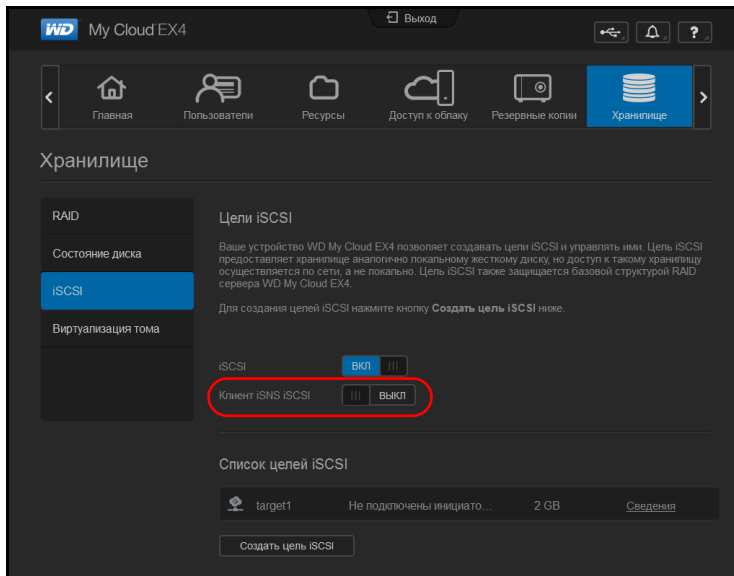 Выход
WD My Cloud EX4
?
Главная
Пользователи
Ресурсы
Доступ к облаку
Резервные копии
Хранилище
Хранилище
RAID
Состояние диска
iSCSI
Виртуализация тома
Цели iSCSI
Ваше устройство WD My Cloud EX4 позволяет создавать цели iSCSI и управлять ими. Цель iSCSI
предоставляет хранилище аналогично локальному жесткому диску, но доступ к такому хранилищу
осуществляется по сети, а не локально. Цель iSCSI также защищается базовой структурой RAID
сервера WD My Cloud EX4.
Для создания целей iSCSI нажмите кнопку Создать цель iSCSI ниже.
iSCSI ВКЛ
Клиент iSNS iSCSI ВЫКЛ
Список целей iSCSI
target1 Не подключены инициато... 2 GB Сведения
Создать цель iSCSI